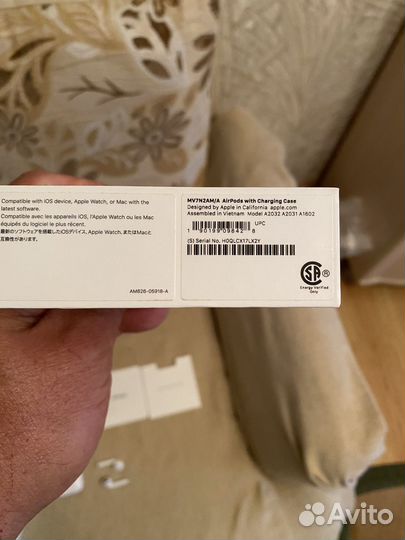 Compatible with iOS device, Apple Watch, or Mac with the
latest software.
Compatible avec les appareils iOS, l'Apple Watch ou les Mac
équipés du logiciel le plus récent.
最新のソフトウェアを搭載したiOSデバイス、Apple Watch、またはMacと
互換性があります。
AM826-05918-A
MV7N2AM/A AirPods with Charging Case
Designed by Apple in California apple.com
Assembled in Vietnam Model A2032 A2031 A1602
UPC
1 90199 09842 8
(S) Serial No. H0QLCX17LX2Y
SA
®
Energy Verified
Only
Avito